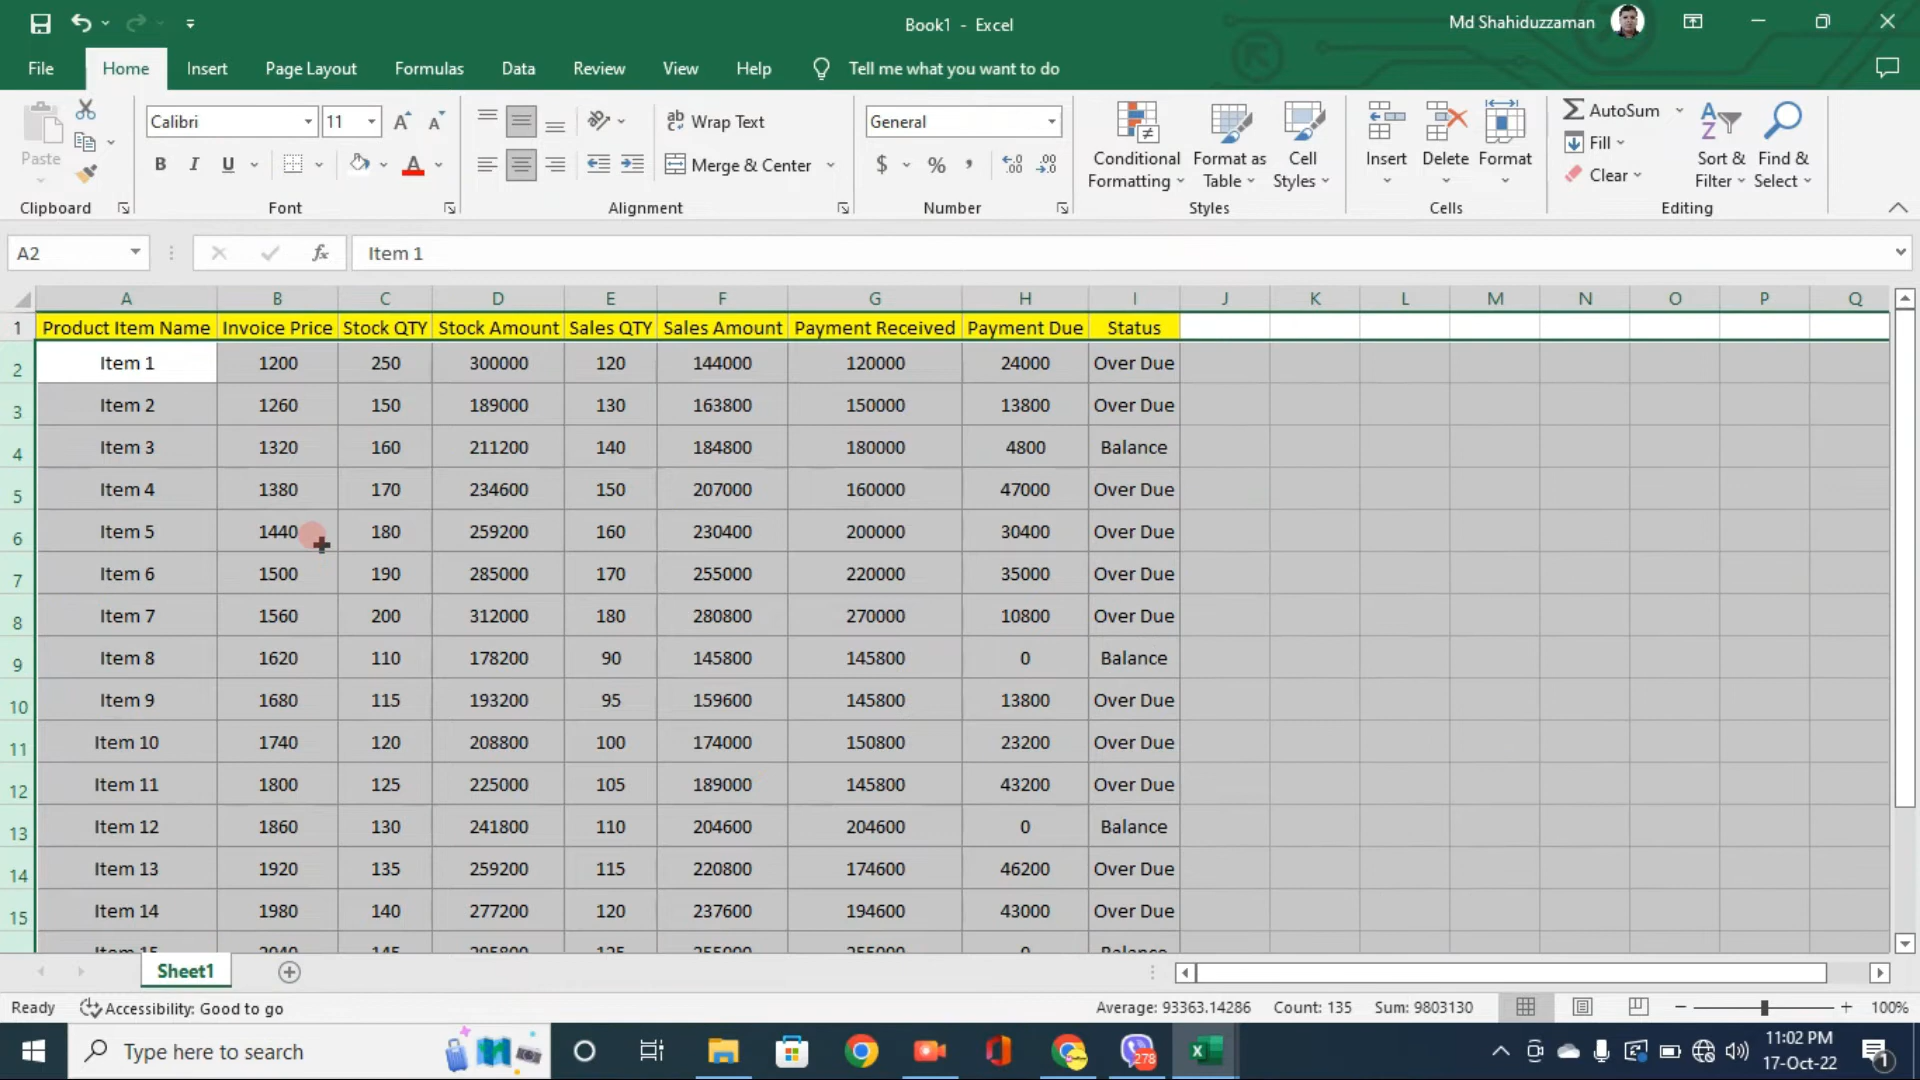 Book1 - Excel
Md Shahiduzzaman
File Home Insert Page Layout Formulas Data Review View Help Tell me what you want to do
Paste
Clipboard
Calibri 11
B I U
Font
Wrap Text
Merge & Center
Alignment
General
$ % ,
Number
Conditional Formatting
Format as Table
Cell Styles
Styles
Insert Delete Format
Cells
AutoSum
Fill
Clear
Sort & Filter
Find & Select
Editing
A2 fx Item 1
A B C D E F G H I J K L M N O P Q
1 Product Item Name Invoice Price Stock QTY Stock Amount Sales QTY Sales Amount Payment Received Payment Due Status
2 Item 1 1200 250 300000 120 144000 120000 24000 Over Due
3 Item 2 1260 150 189000 130 163800 150000 13800 Over Due
4 Item 3 1320 160 211200 140 184800 180000 4800 Balance
5 Item 4 1380 170 234600 150 207000 160000 47000 Over Due
6 Item 5 1440 180 259200 160 230400 200000 30400 Over Due
7 Item 6 1500 190 285000 170 255000 220000 35000 Over Due
8 Item 7 1560 200 312000 180 280800 270000 10800 Over Due
9 Item 8 1620 110 178200 90 145800 145800 0 Balance
10 Item 9 1680 115 193200 95 159600 145800 13800 Over Due
11 Item 10 1740 120 208800 100 174000 150800 23200 Over Due
12 Item 11 1800 125 225000 105 189000 145800 43200 Over Due
13 Item 12 1860 130 241800 110 204600 204600 0 Balance
14 Item 13 1920 135 259200 115 220800 174600 46200 Over Due
15 Item 14 1980 140 277200 120 237600 194600 43000 Over Due
Sheet1
Ready Accessibility: Good to go Average: 93363.14286 Count: 135 Sum: 9803130 100%
Type here to search
278
11:02 PM
17-Oct-22
1